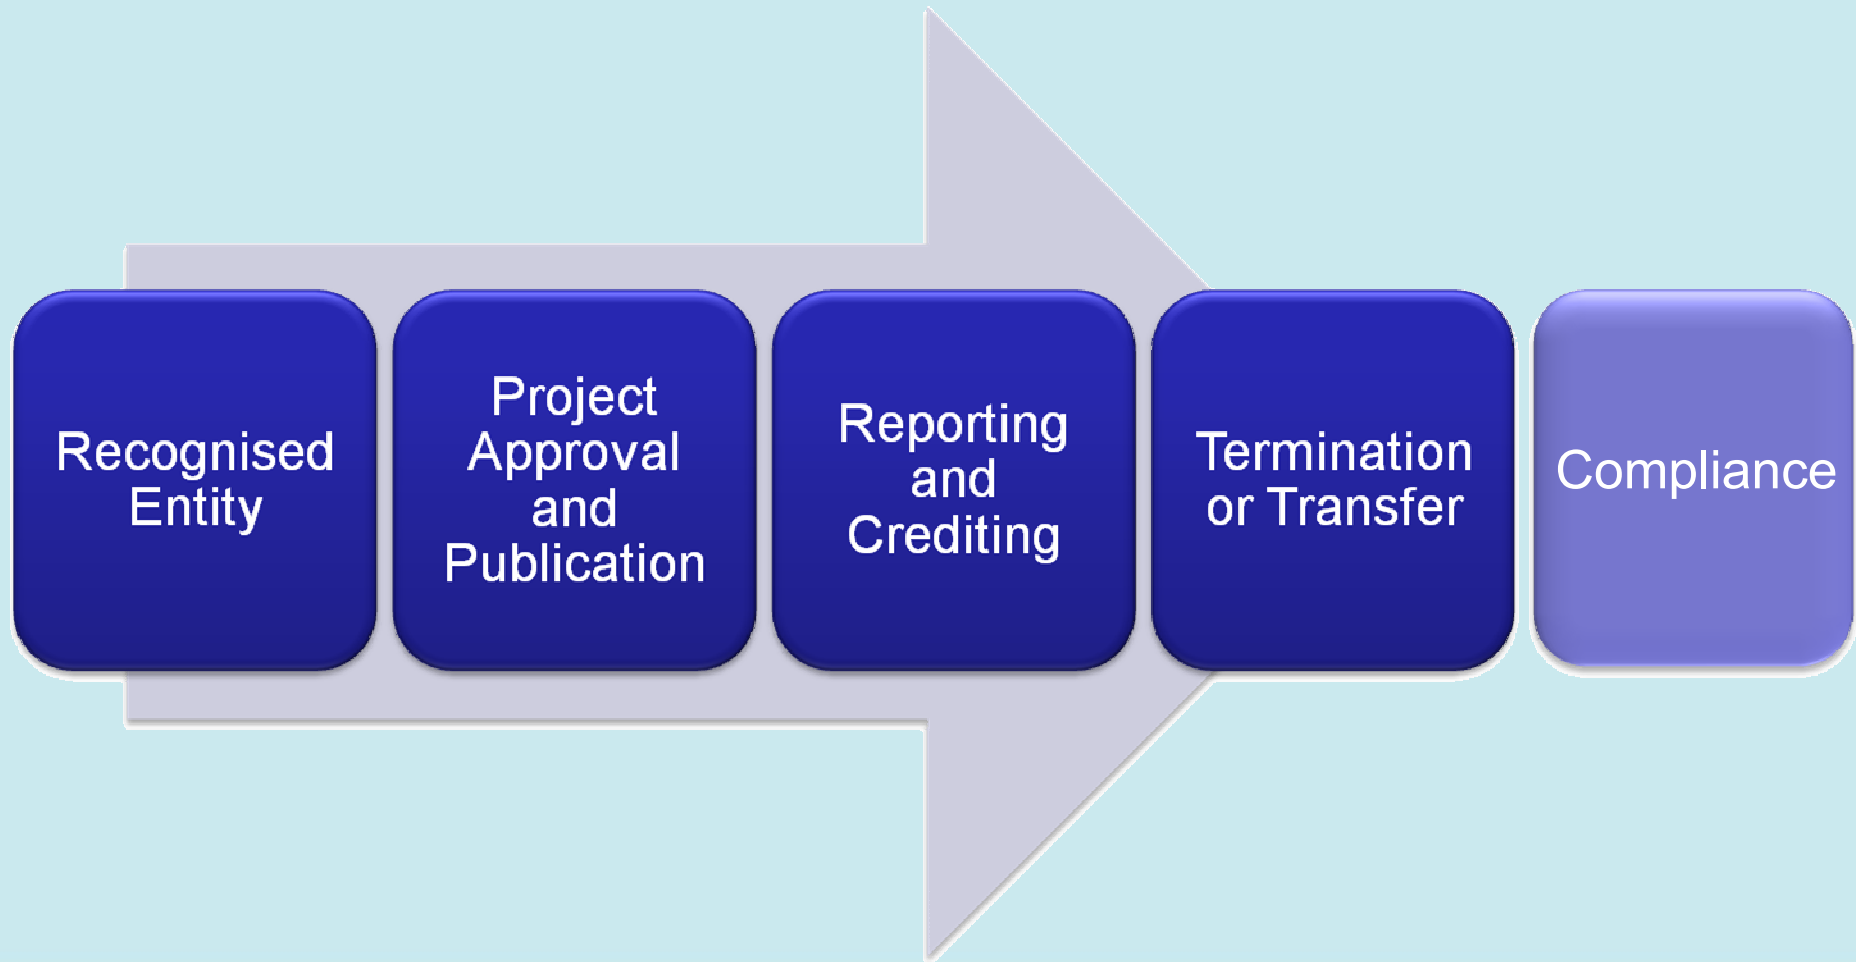 Recognised
Entity
Project
Approval
and
Publication
Reporting
and
Crediting
Termination
or Transfer
Compliance